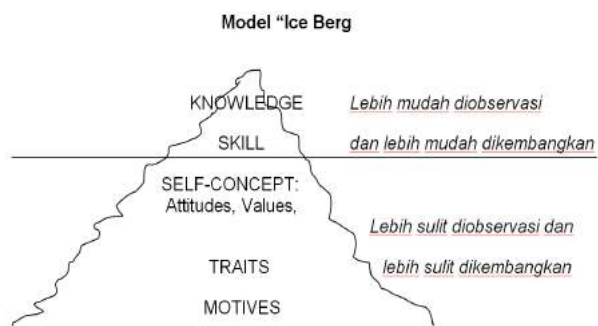 Model “Ice Berg
KNOWLEDGE
Lebih mudah diobservasi
SKILL
dan lebih mudah dikembangkan
SELF-CONCEPT:
Attitudes, Values,
Lebih sulit diobservasi dan
TRAITS
lebih sulit dikembangkan
MOTIVES